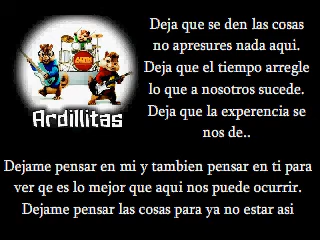 Deja que se den las cosas
no apresures nada aqui.
Deja que el tiempo arregle
lo que a nosotros sucede.
Deja que la experencia se
nos de..
Ardillitas
Dejame pensar en mi y tambien pensar en ti para
ver qe es lo mejor que aqui nos puede ocurrir.
Dejame pensar las cosas para ya no estar asi